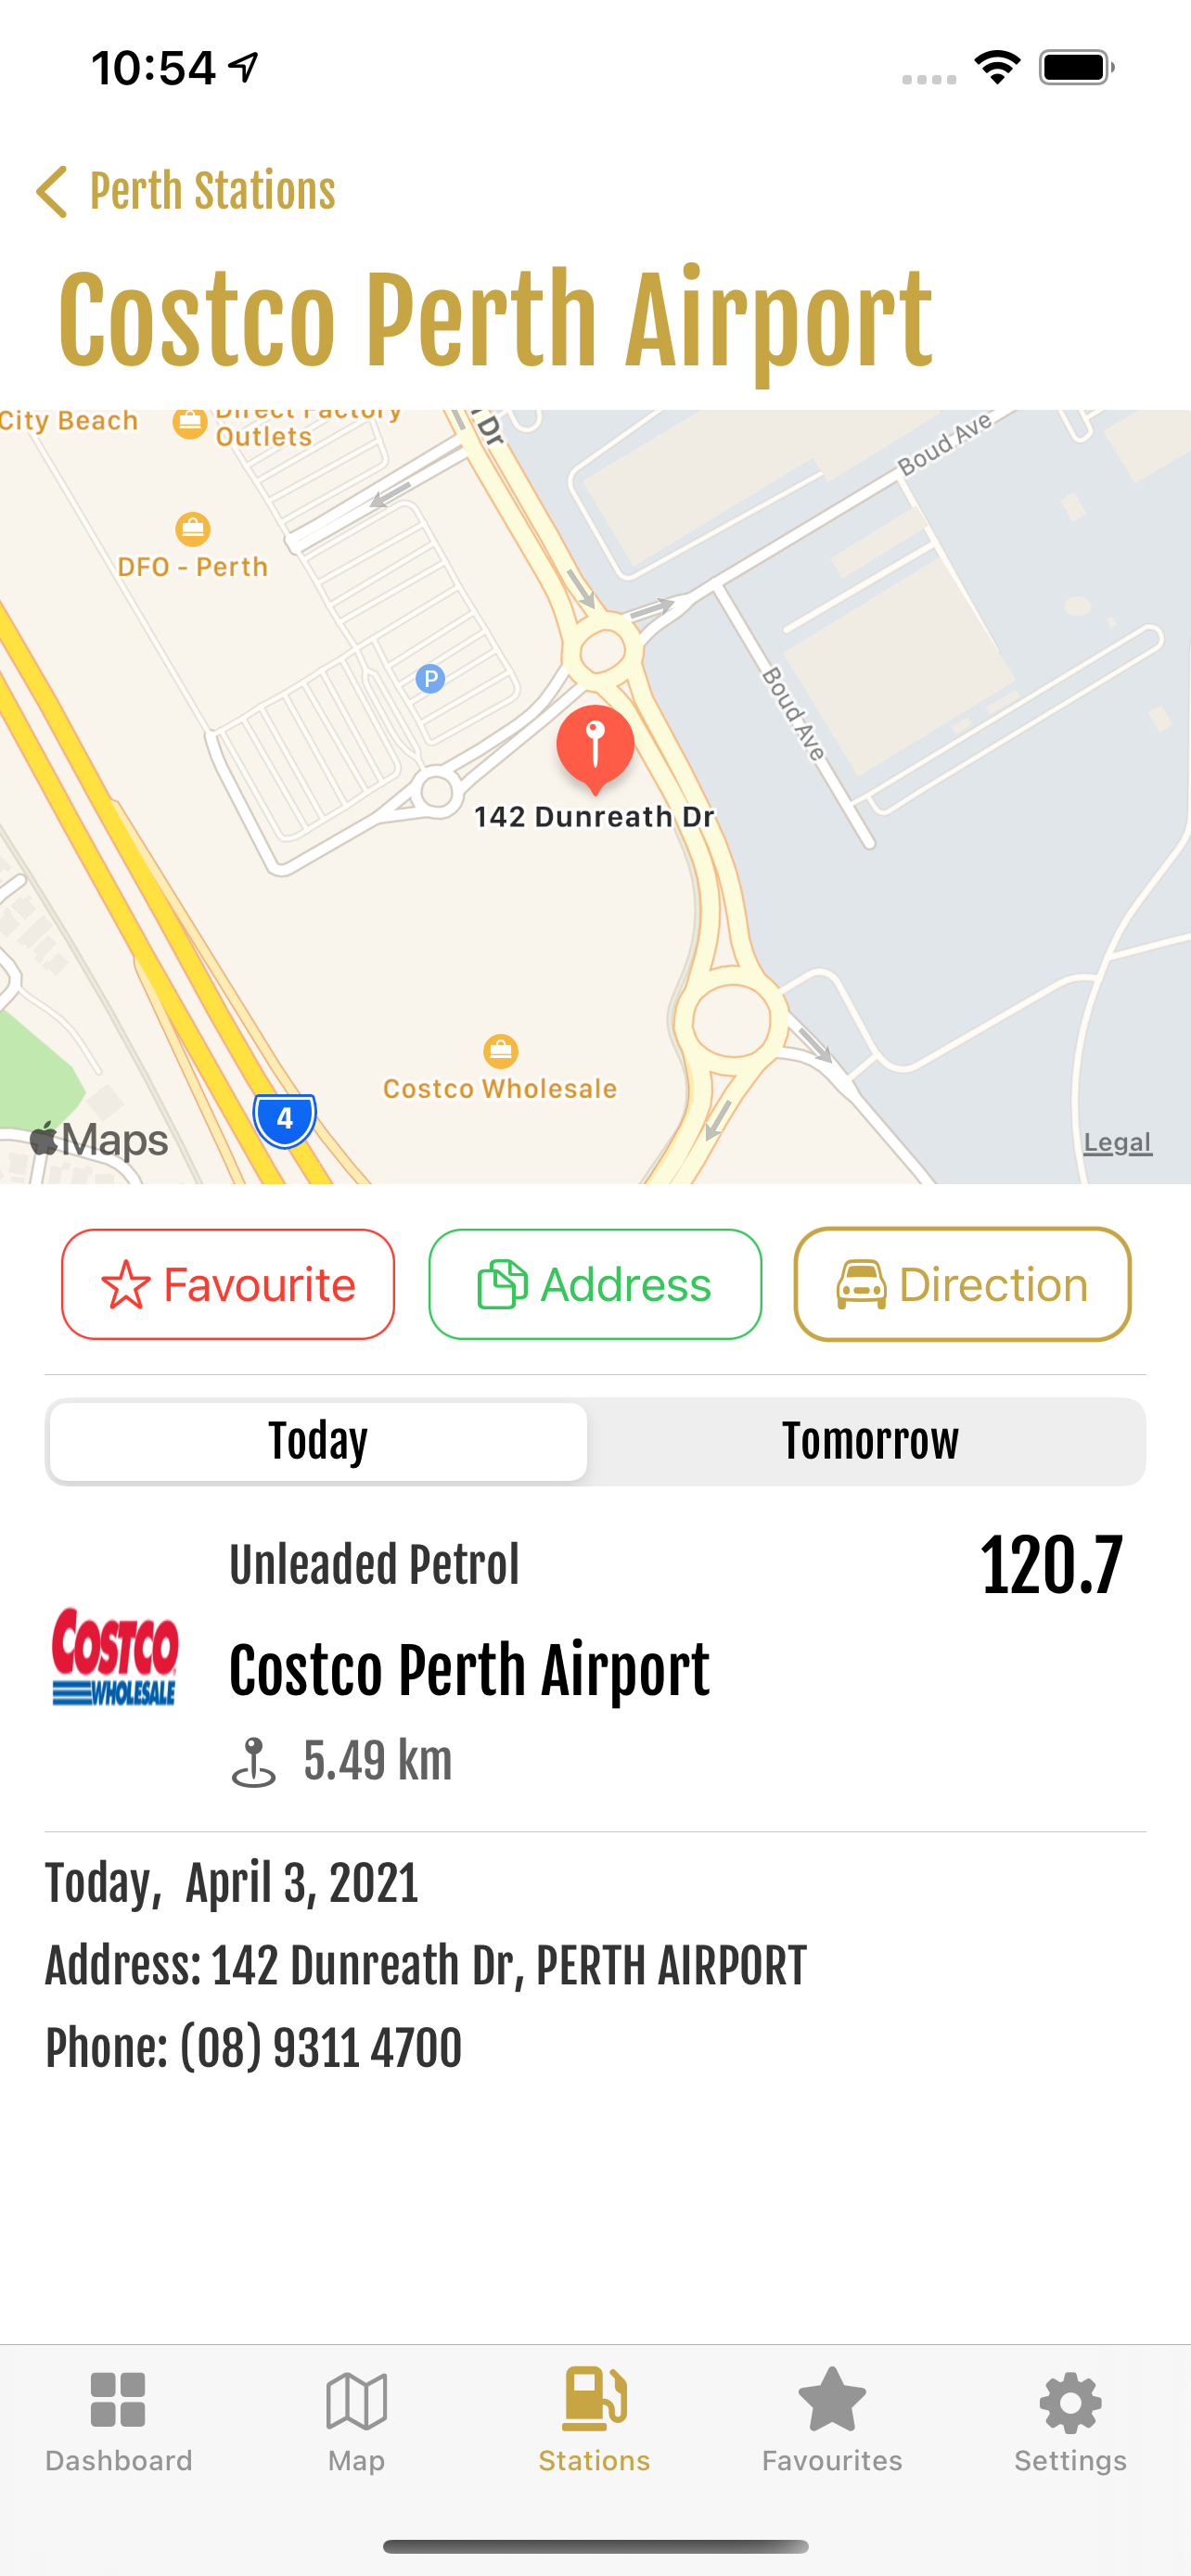 10:54
Perth Stations
Costco Perth Airport
City Beach
Direct Factory
Outlets
Dr
Boud Ave
DFO - Perth
P
Boud Ave
142 Dunreath Dr
Costco Wholesale
4
Maps
Legal
Favourite
Address
Direction
Today
Tomorrow
Unleaded Petrol
120.7
COSTCO
WHOLESALE
Costco Perth Airport
5.49 km
Today, April 3, 2021
Address: 142 Dunreath Dr, PERTH AIRPORT
Phone: (08) 9311 4700
Dashboard
Map
Stations
Favourites
Settings